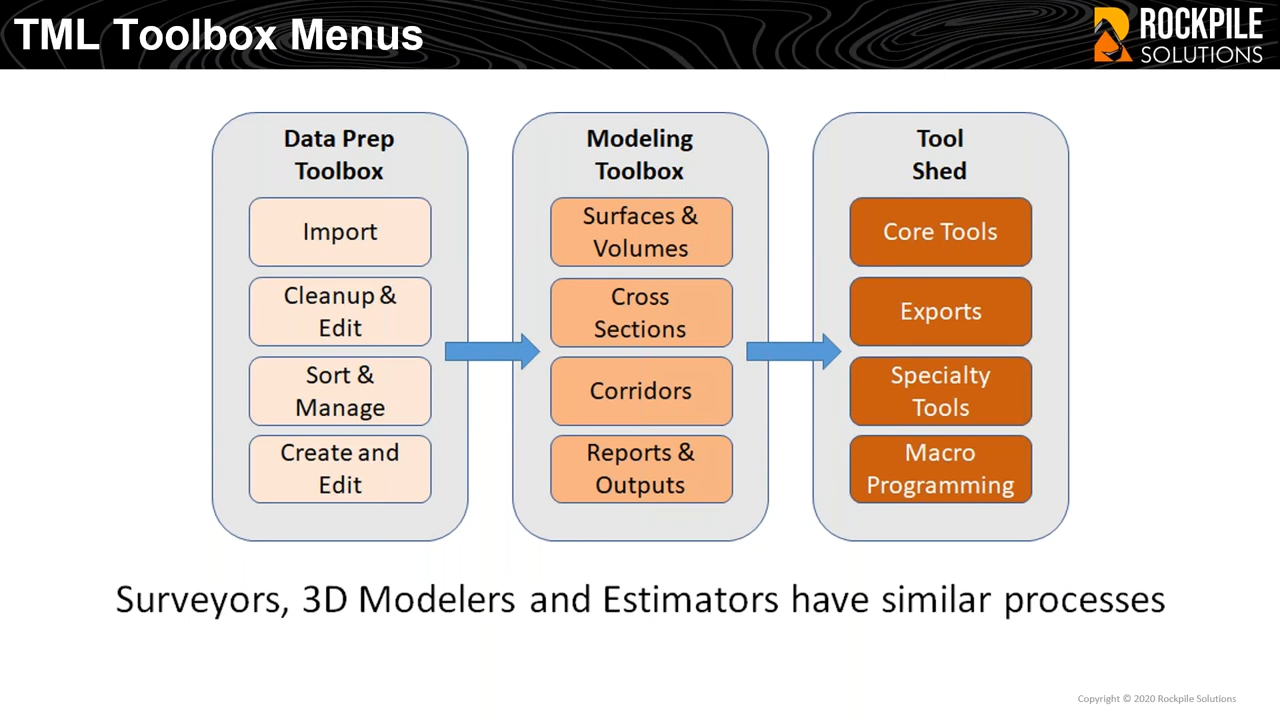 TML Toolbox Menus
ROCKPILE
SOLUTIONS
Data Prep
Toolbox
Import
Cleanup &
Edit
Sort &
Manage
Create and
Edit
Modeling
Toolbox
Surfaces &
Volumes
Cross
Sections
Corridors
Reports &
Outputs
Tool
Shed
Core Tools
Exports
Specialty
Tools
Macro
Programming
Surveyors, 3D Modelers and Estimators have similar processes
Copyright © 2020 Rockpile Solutions